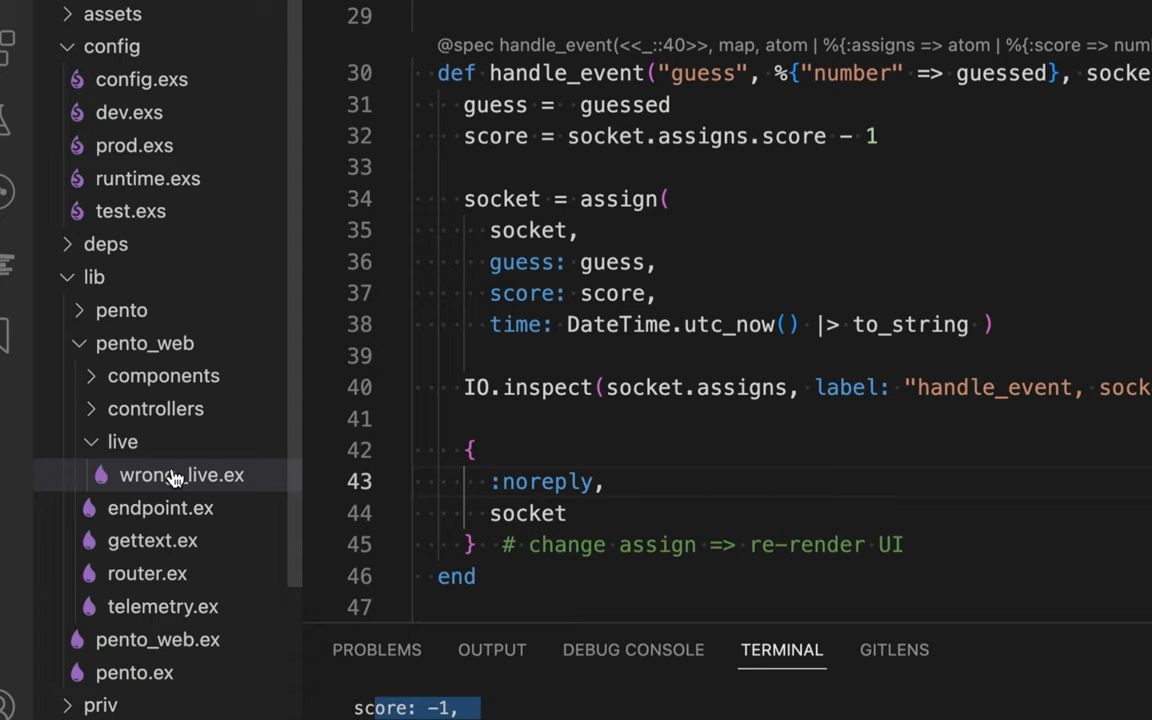 assets
config
config.exs
dev.exs
prod.exs
runtime.exs
test.exs
deps
lib
pento
pento_web
components
controllers
live
live.ex
endpoint.ex
gettext.ex
router.ex
telemetry.ex
pento_web.ex
pento.ex
priv
29
@spec handle_event(<<_::40>>, map, atom | %{:assigns => atom | %{:score =>
30 def handle_event("guess", %{"number" => guessed},
31 guess = guessed
32 score = socket.assigns.score - 1
33
34 socket = assign(
35 socket,
36 guess: guess,
37 score: score,
38 time: DateTime.utc_now() |> to_string )
39
40 IO.inspect(socket.assigns, label: "handle_event,
41
42 {
43 :noreply,
44 socket
45 } # change assign => re-render UI
46 end
47
PROBLEMS OUTPUT DEBUG CONSOLE TERMINAL GITLENS
score: -1,